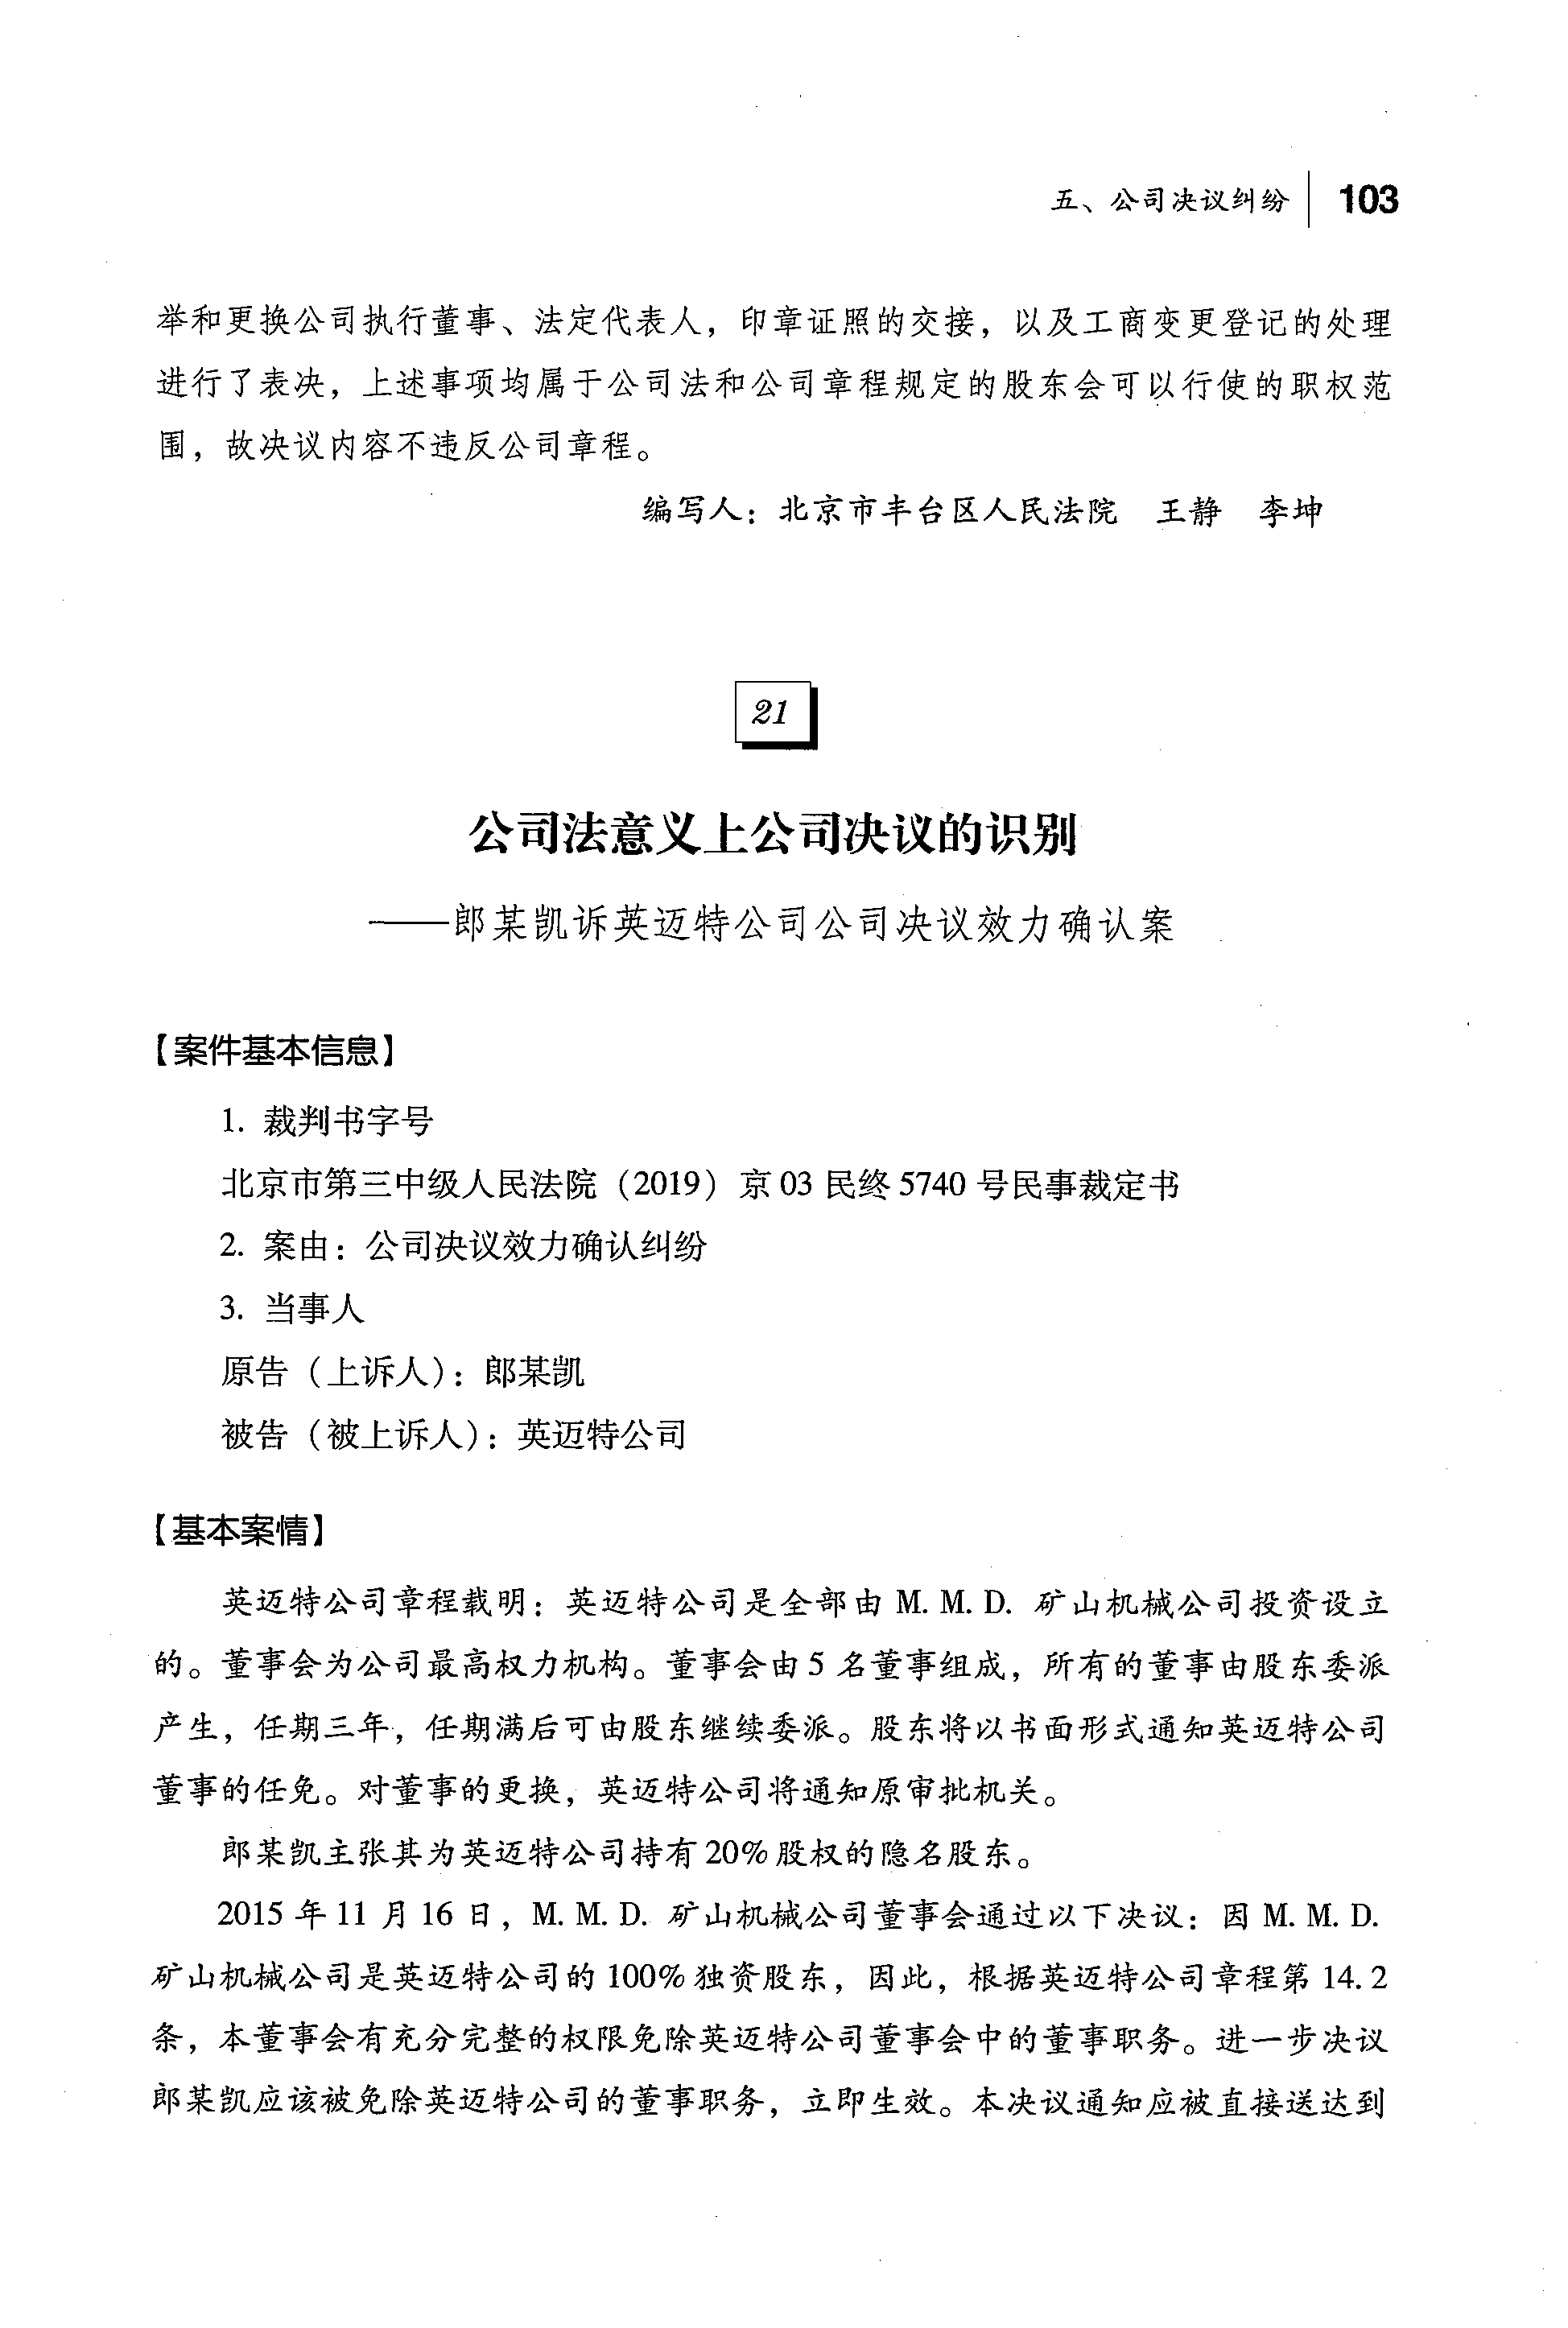 五、公司决议纠纷 103
举和更换公司执行董事、法定代表人，印章证照的交接，以及工商变更登记的处理
进行了表决，上述事项均属于公司法和公司章程规定的股东会可以行使的职权范
围，故决议内容不违反公司章程。
编写人：北京市丰台区人民法院 王静 李坤
21
公司法意义上公司决议的识别
——郎某凯诉英迈特公司公司决议效力确认案
【案件基本信息】
1. 裁判书字号
北京市第三中级人民法院（2019）京03民终5740号民事裁定书
2. 案由：公司决议效力确认纠纷
3. 当事人
原告（上诉人）：郎某凯
被告（被上诉人）：英迈特公司
【基本案情】
英迈特公司章程载明：英迈特公司是全部由 M. M. D. 矿山机械公司投资设立
的。董事会为公司最高权力机构。董事会由5名董事组成，所有的董事由股东委派
产生，任期三年，任期满后可由股东继续委派。股东将以书面形式通知英迈特公司
董事的任免。对董事的更换，英迈特公司将通知原审批机关。
郎某凯主张其为英迈特公司持有20%股权的隐名股东。
2015年11月16日，M. M. D. 矿山机械公司董事会通过以下决议：因 M. M. D.
矿山机械公司是英迈特公司的100%独资股东，因此，根据英迈特公司章程第14.2
条，本董事会有充分完整的权限免除英迈特公司董事会中的董事职务。进一步决议
郎某凯应该被免除英迈特公司的董事职务，立即生效。本决议通知应被直接送达到